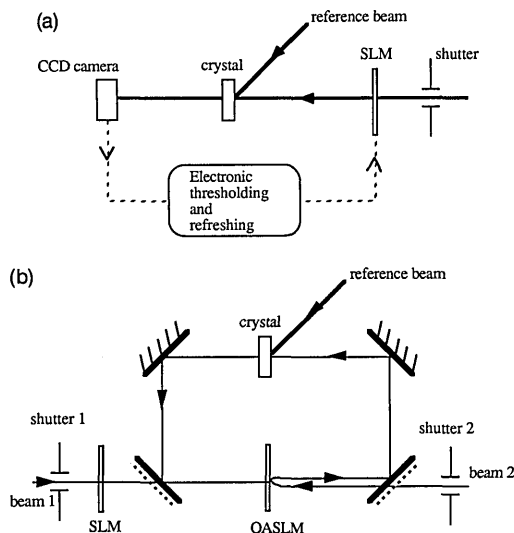 (a)
reference beam
CCD camera
crystal
SLM
shutter
Electronic
thresholding
and
refreshing
(b)
reference beam
crystal
shutter 1
shutter 2
beam 1
beam 2
SLM
OASLM